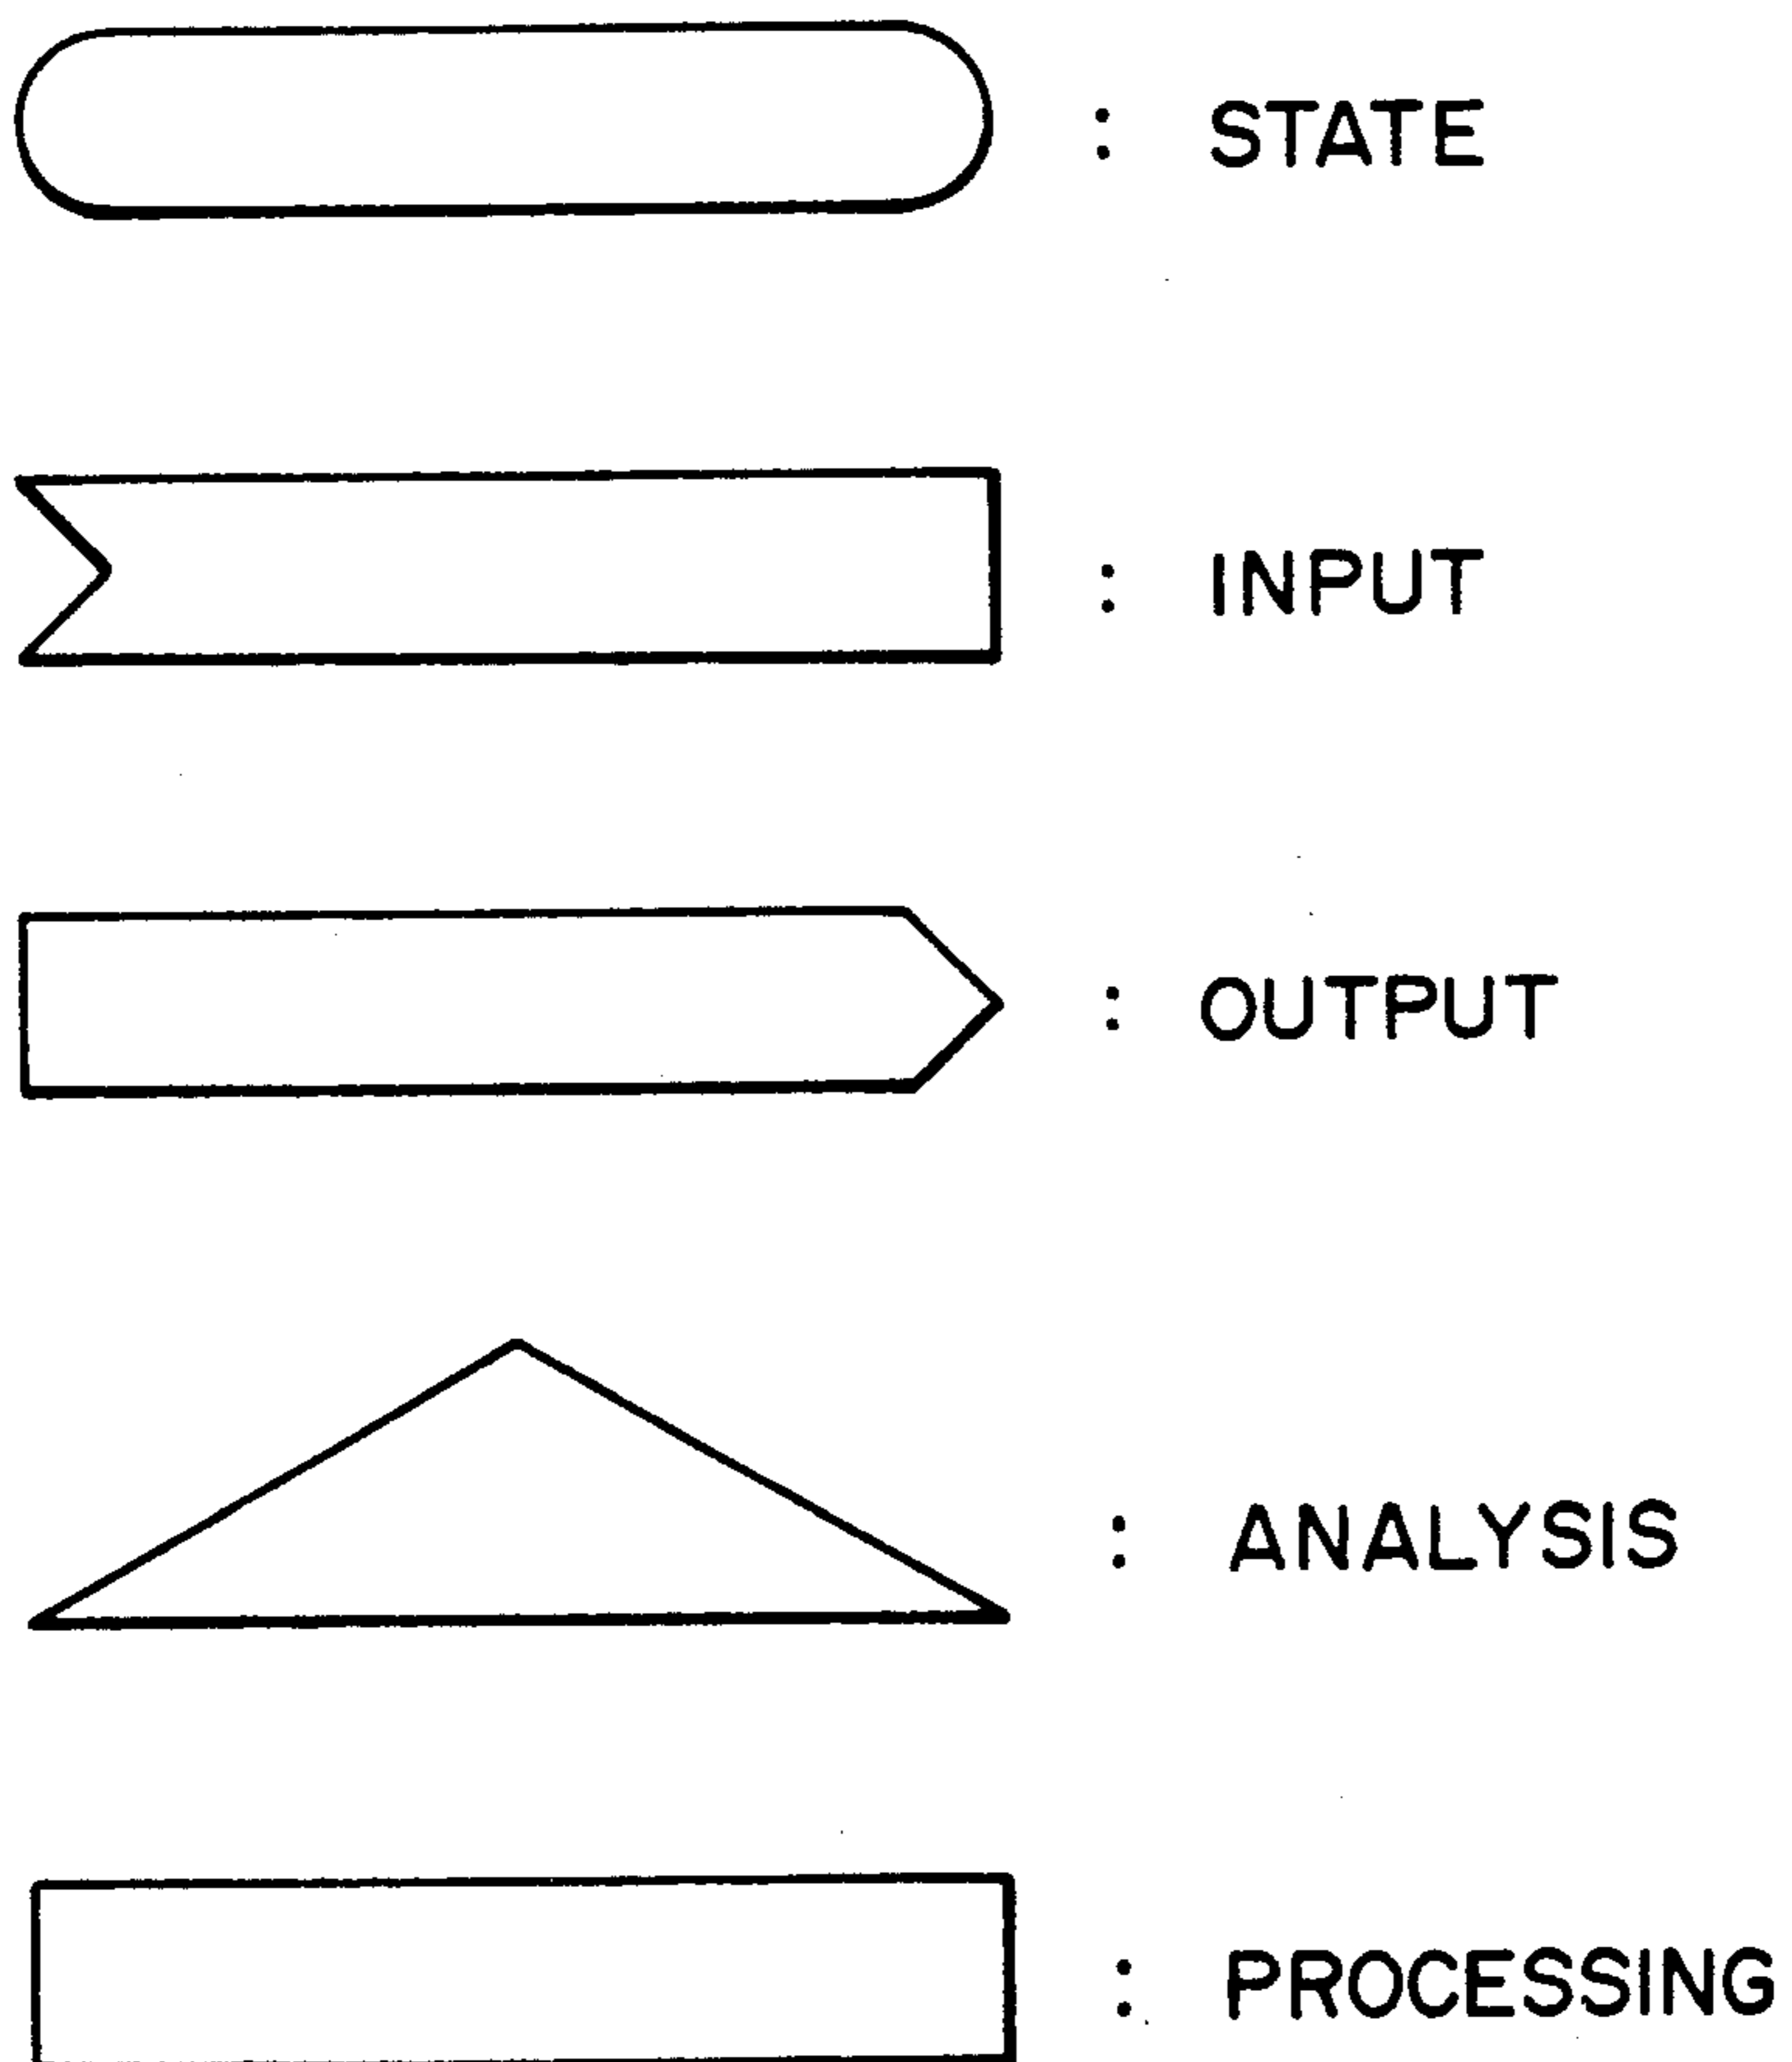 : STATE
: INPUT
: OUTPUT
: ANALYSIS
: PROCESSING